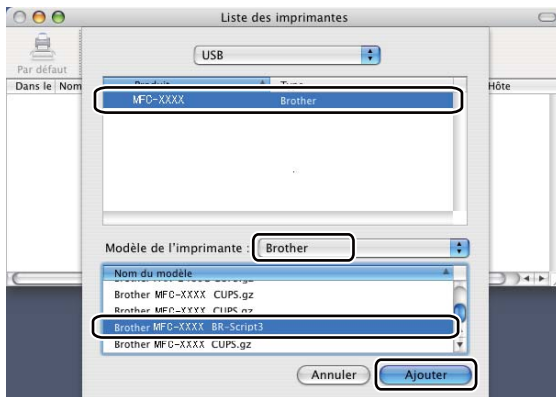 Liste des imprimantes
USB
Par défaut
Dans le Nom
Hôte
Produit Type
MFC-XXXX Brother
Modèle de l'imprimante : Brother
Nom du modèle
Brother MFC-XXXX CUPS.gz
Brother MFC-XXXX CUPS.gz
Brother MFC-XXXX BR-Script3
Brother MFC-XXXX CUPS.gz
Annuler Ajouter